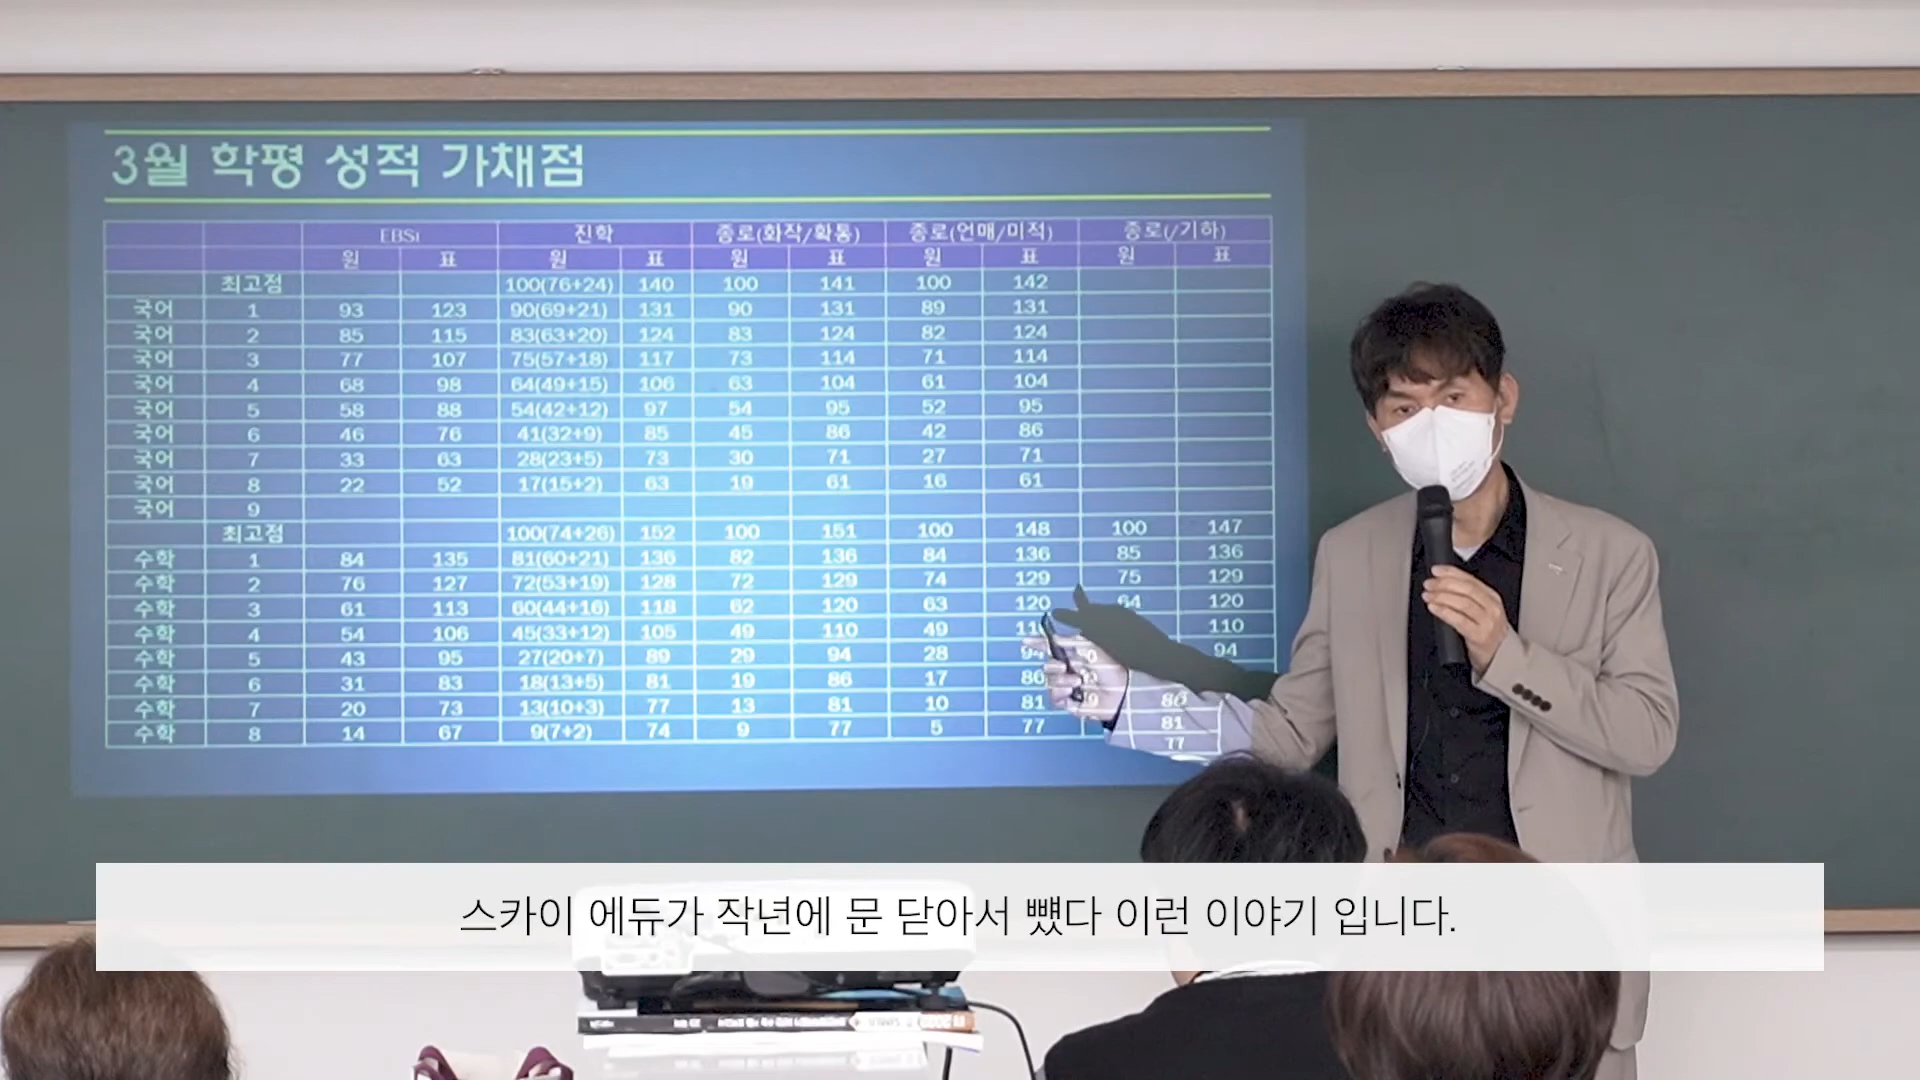 3월 학평 성적 가채점
EBSi 진학 종로(화작/확통) 종로(언매/미적) 종로(/기하)
원 표 원 표 원 표 원 표 원 표
최고점 100(76+24) 140 100 141 100 142
국어 1 93 123 90(69+21) 131 90 131 89 131
국어 2 85 115 83(63+20) 124 83 124 82 124
국어 3 77 107 75(57+18) 117 73 114 71 114
국어 4 68 98 64(49+15) 106 63 104 61 104
국어 5 58 88 54(42+12) 97 54 95 52 95
국어 6 46 76 41(32+9) 85 45 86 42 86
국어 7 33 63 28(23+5) 73 30 71 27 71
국어 8 22 52 17(15+2) 63 19 61 16 61
국어 9
최고점 100(74+26) 152 100 151 100 148 100 147
수학 1 84 135 81(60+21) 136 82 136 84 136 85 136
수학 2 76 127 72(53+19) 128 72 129 74 129 75 129
수학 3 61 113 60(44+16) 118 62 120 63 120 64 120
수학 4 54 106 45(33+12) 105 49 110 49 110 110
수학 5 43 95 27(20+7) 89 29 94 28 94 94
수학 6 31 83 18(13+5) 81 19 86 17 86 86
수학 7 20 73 13(10+3) 77 13 81 10 81 81
수학 8 14 67 9(7+2) 74 9 77 5 77 77
스카이 에듀가 작년에 문 닫아서 뺐다 이런 이야기 입니다.